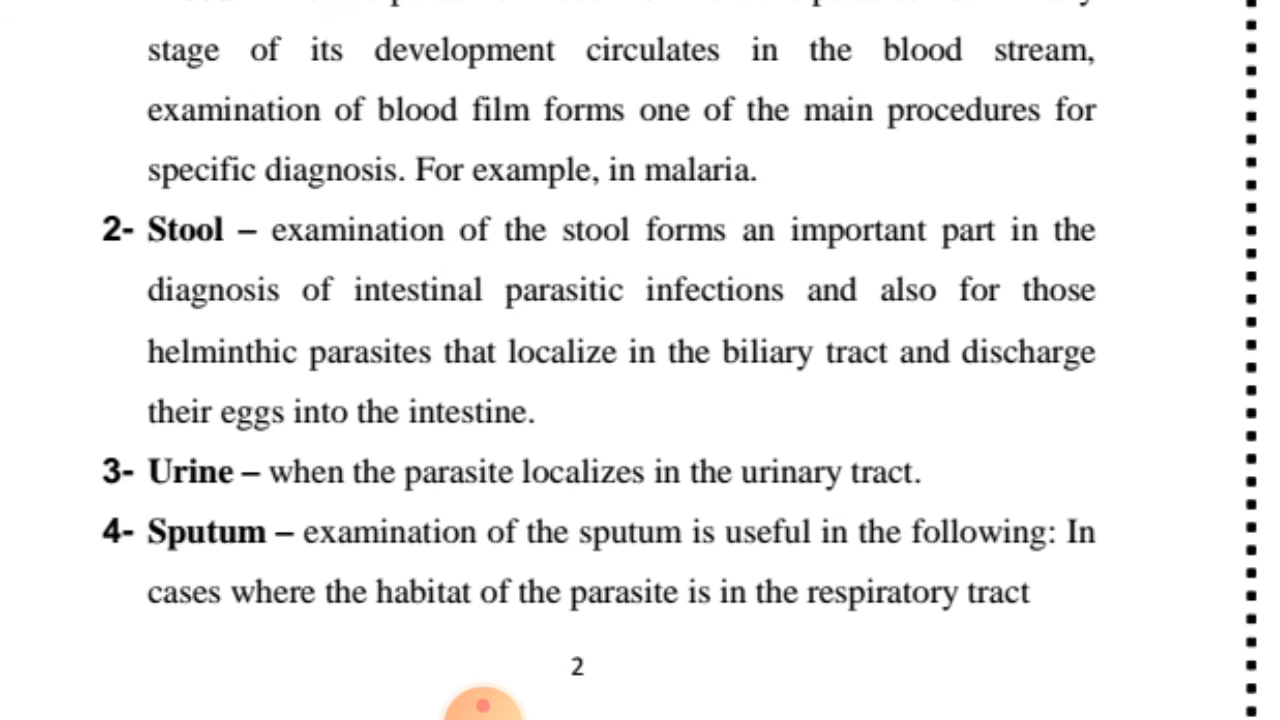 stage of its development circulates in the blood stream,
examination of blood film forms one of the main procedures for
specific diagnosis. For example, in malaria.
2- Stool – examination of the stool forms an important part in the
diagnosis of intestinal parasitic infections and also for those
helminthic parasites that localize in the biliary tract and discharge
their eggs into the intestine.
3- Urine – when the parasite localizes in the urinary tract.
4- Sputum – examination of the sputum is useful in the following: In
cases where the habitat of the parasite is in the respiratory tract
2